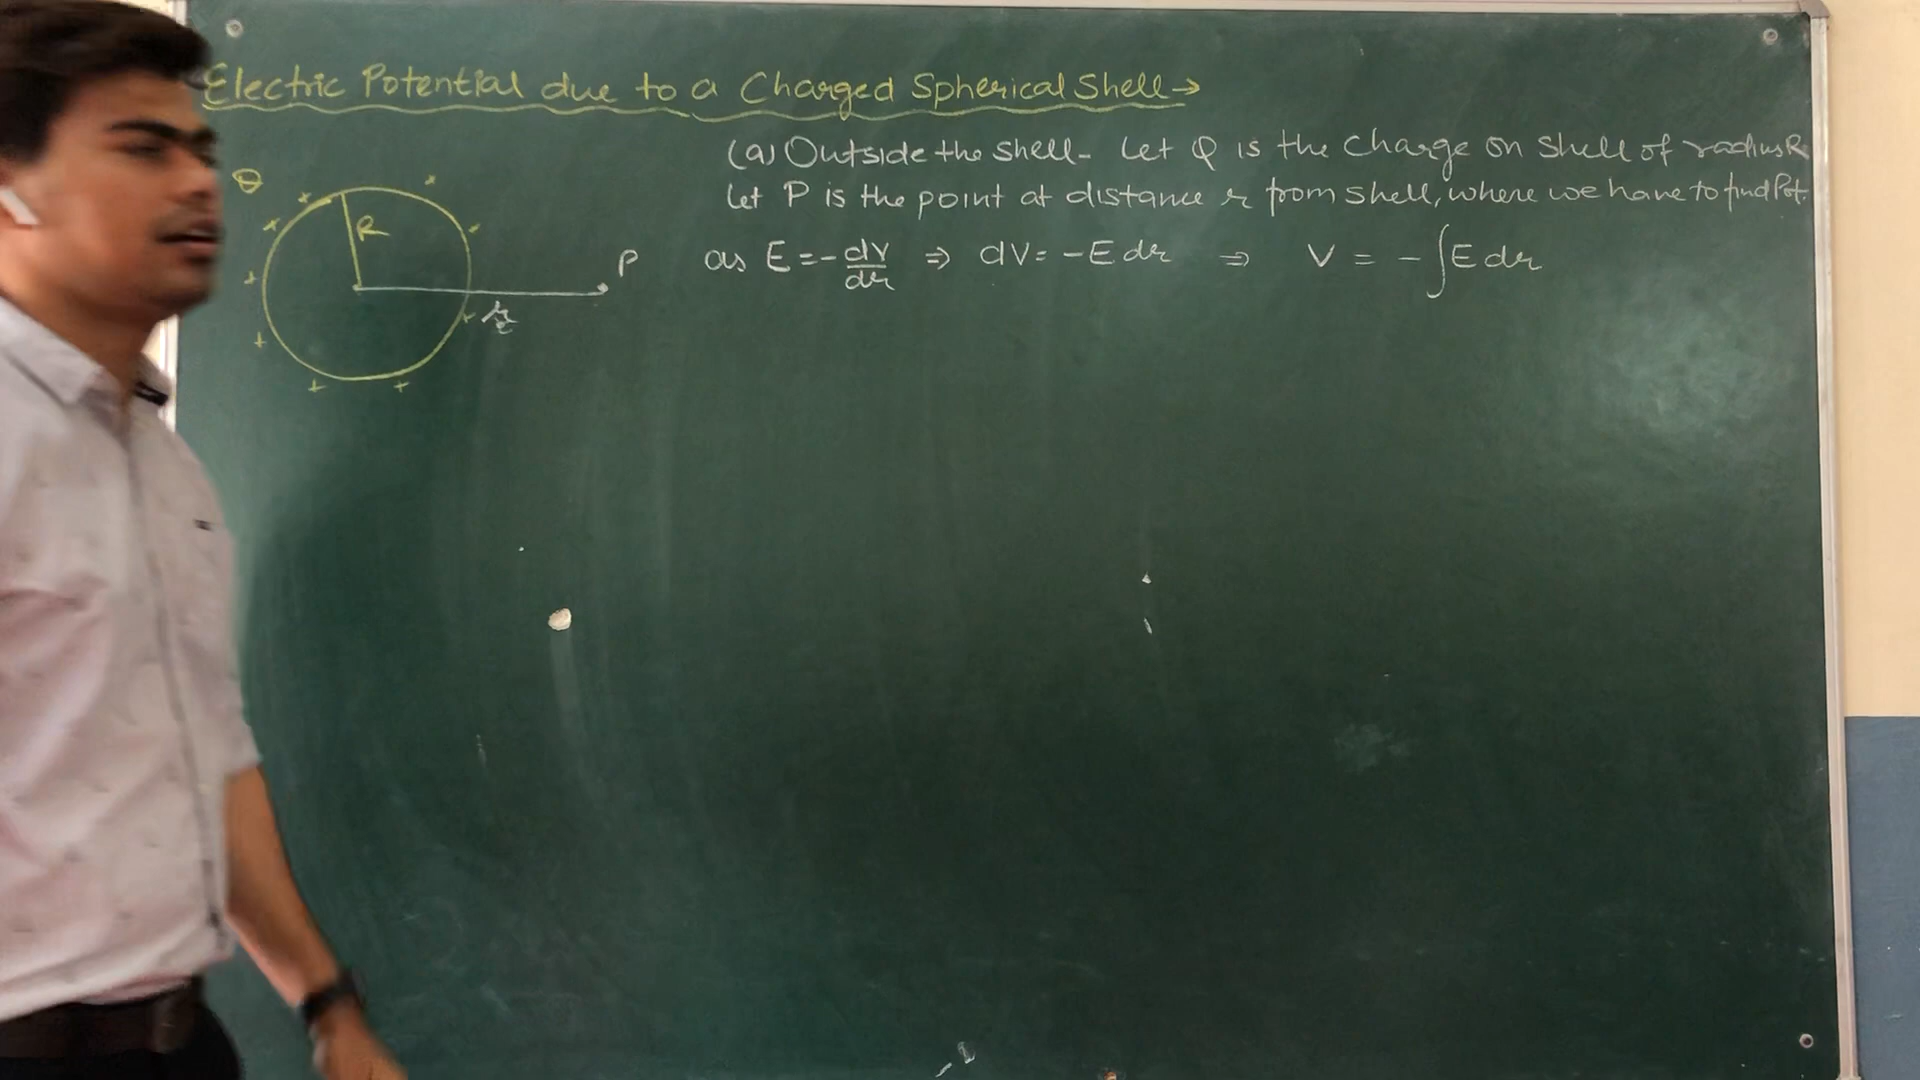 Electric Potential due to a Charged Spherical Shell →
(a) Outside the shell - Let Q is the charge on shell of radius R
Let P is the point at distance r from shell, where we have to find Pot.
as E = - dV/dr ⇒ dV = - E dr ⇒ V = - ∫ E dr
R
P
r